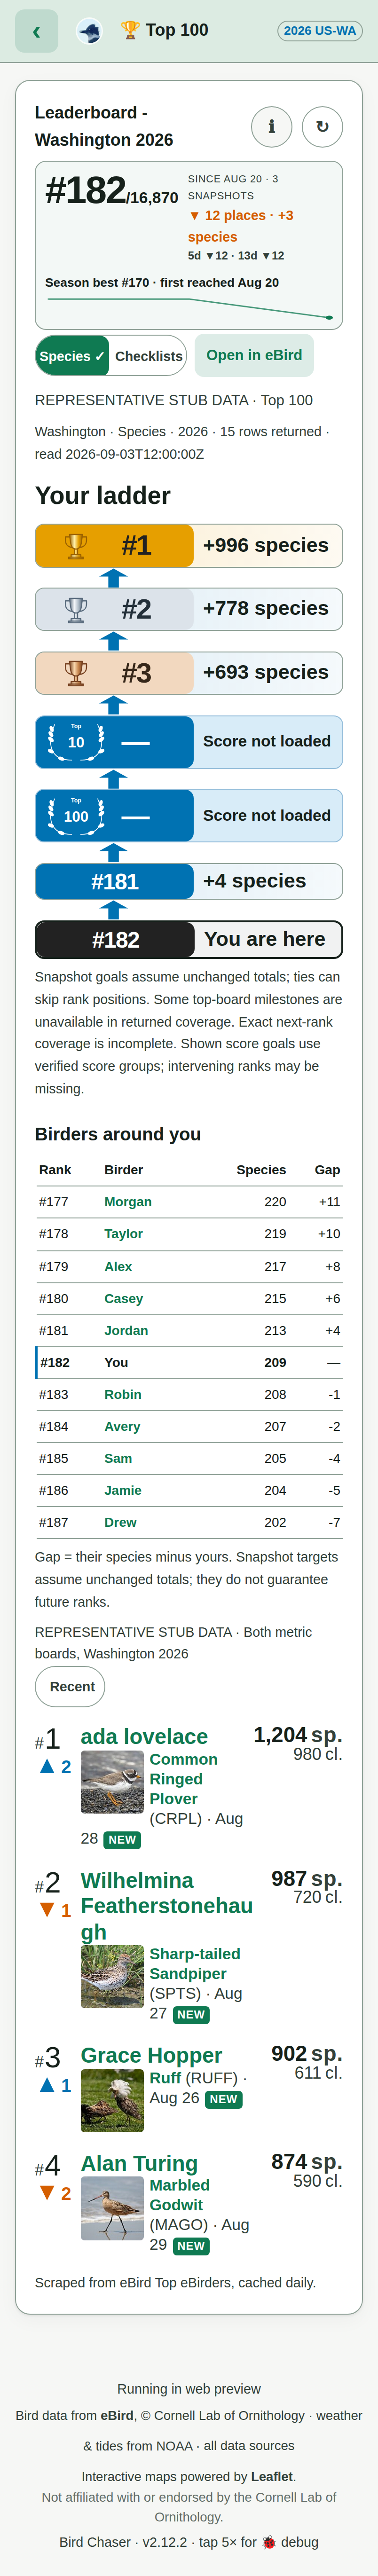 ‹ 🏆 Top 100 2026 US-WA
Leaderboard -
Washington 2026
ℹ ↻
#182/16,870
SINCE AUG 20 · 3
SNAPSHOTS
▼ 12 places · +3
species
5d ▼12 · 13d ▼12
Season best #170 · first reached Aug 20
Species ✓ Checklists Open in eBird
REPRESENTATIVE STUB DATA · Top 100
Washington · Species · 2026 · 15 rows returned ·
read 2026-09-03T12:00:00Z
Your ladder
#1 +996 species
#2 +778 species
#3 +693 species
Top
10 — Score not loaded
Top
100 — Score not loaded
#181 +4 species
#182 You are here
Snapshot goals assume unchanged totals; ties can
skip rank positions. Some top-board milestones are
unavailable in returned coverage. Exact next-rank
coverage is incomplete. Shown score goals use
verified score groups; intervening ranks may be
missing.
Birders around you
Rank Birder Species Gap
#177 Morgan 220 +11
#178 Taylor 219 +10
#179 Alex 217 +8
#180 Casey 215 +6
#181 Jordan 213 +4
#182 You 209 —
#183 Robin 208 -1
#184 Avery 207 -2
#185 Sam 205 -4
#186 Jamie 204 -5
#187 Drew 202 -7
Gap = their species minus yours. Snapshot targets
assume unchanged totals; they do not guarantee
future ranks.
REPRESENTATIVE STUB DATA · Both metric
boards, Washington 2026
Recent
#1 ada lovelace 1,204 sp.
▲ 2 980 cl.
Common
Ringed
Plover
(CRPL) · Aug
28 NEW
#2 Wilhelmina 987 sp.
▼ 1 Featherstonehau 720 cl.
gh
Sharp-tailed
Sandpiper
(SPTS) · Aug
27 NEW
#3 Grace Hopper 902 sp.
▲ 1 Ruff (RUFF) · 611 cl.
Aug 26 NEW
#4 Alan Turing 874 sp.
▼ 2 590 cl.
Marbled
Godwit
(MAGO) · Aug
29 NEW
Scraped from eBird Top eBirders, cached daily.
Running in web preview
Bird data from eBird, © Cornell Lab of Ornithology · weather
& tides from NOAA · all data sources
Interactive maps powered by Leaflet.
Not affiliated with or endorsed by the Cornell Lab of
Ornithology.
Bird Chaser · v2.12.2 · tap 5× for 🐞 debug